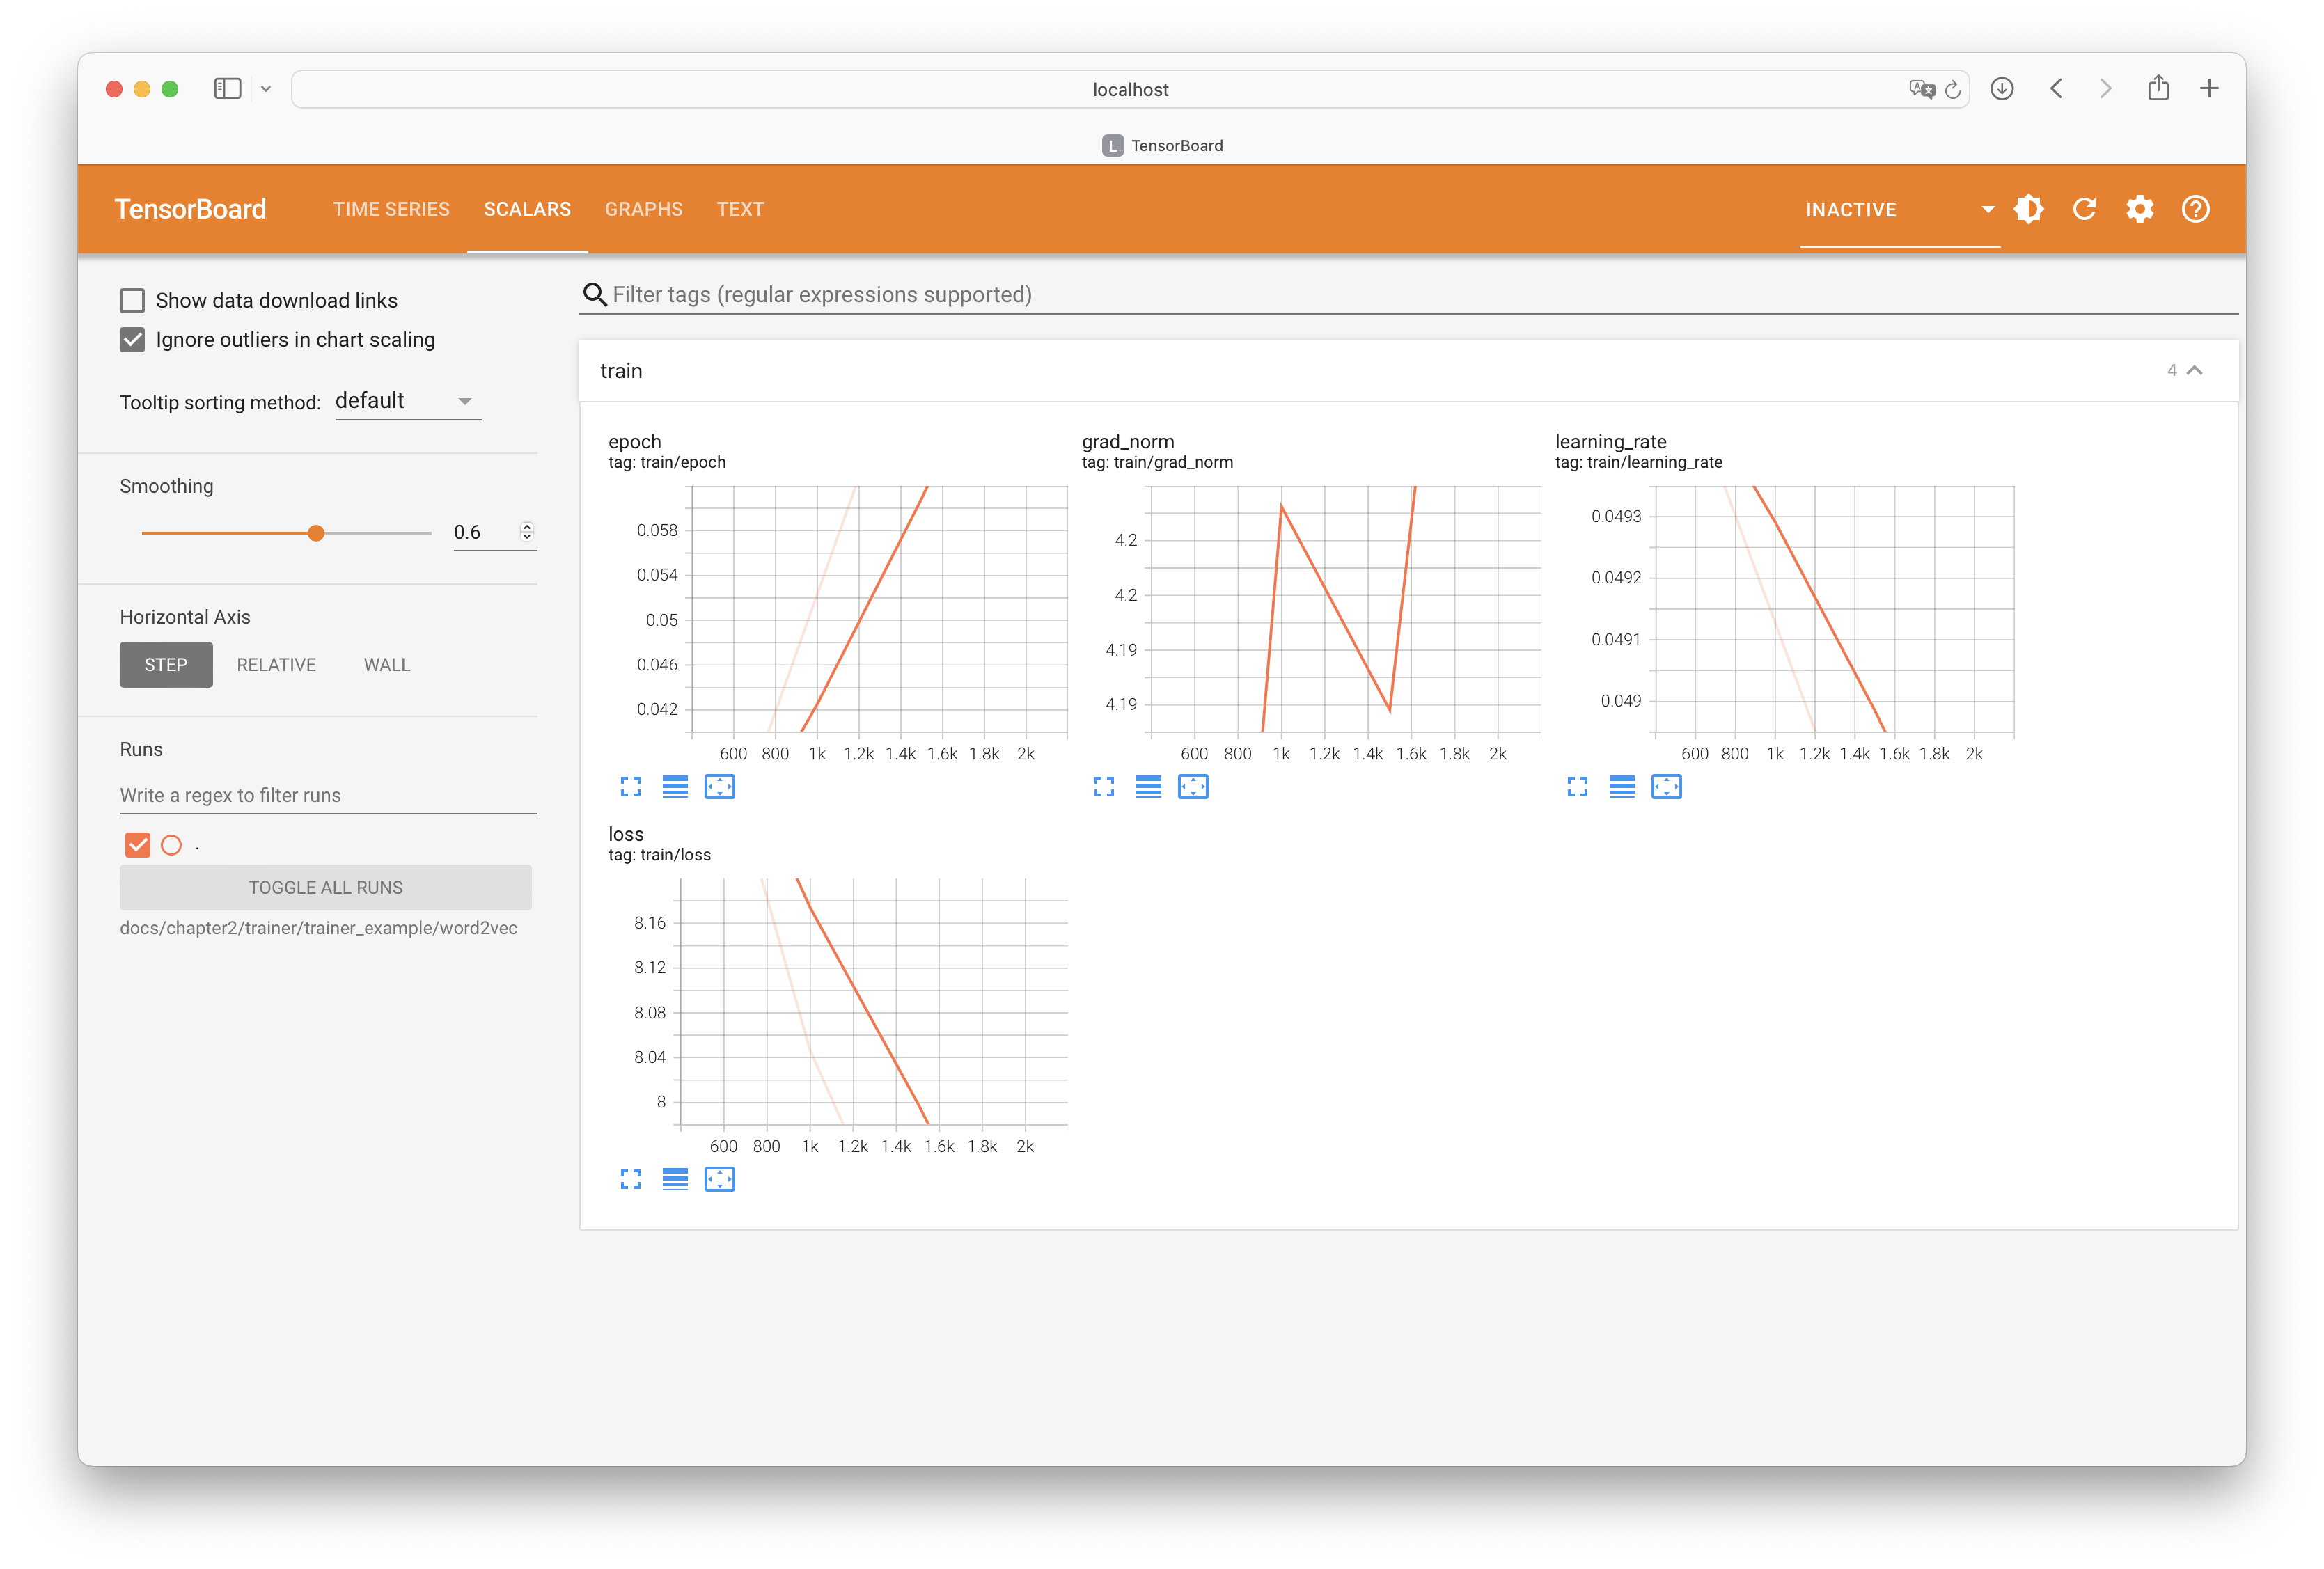 localhost
L TensorBoard
TensorBoard TIME SERIES SCALARS GRAPHS TEXT INACTIVE
Show data download links
Ignore outliers in chart scaling
Tooltip sorting method: default
Smoothing
0.6
Horizontal Axis
STEP RELATIVE WALL
Runs
Write a regex to filter runs
.
TOGGLE ALL RUNS
docs/chapter2/trainer/trainer_example/word2vec
Filter tags (regular expressions supported)
train 4
epoch
tag: train/epoch
0.058
0.054
0.05
0.046
0.042
600 800 1k 1.2k 1.4k 1.6k 1.8k 2k
grad_norm
tag: train/grad_norm
4.2
4.2
4.19
4.19
600 800 1k 1.2k 1.4k 1.6k 1.8k 2k
learning_rate
tag: train/learning_rate
0.0493
0.0492
0.0491
0.049
600 800 1k 1.2k 1.4k 1.6k 1.8k 2k
loss
tag: train/loss
8.16
8.12
8.08
8.04
8
600 800 1k 1.2k 1.4k 1.6k 1.8k 2k